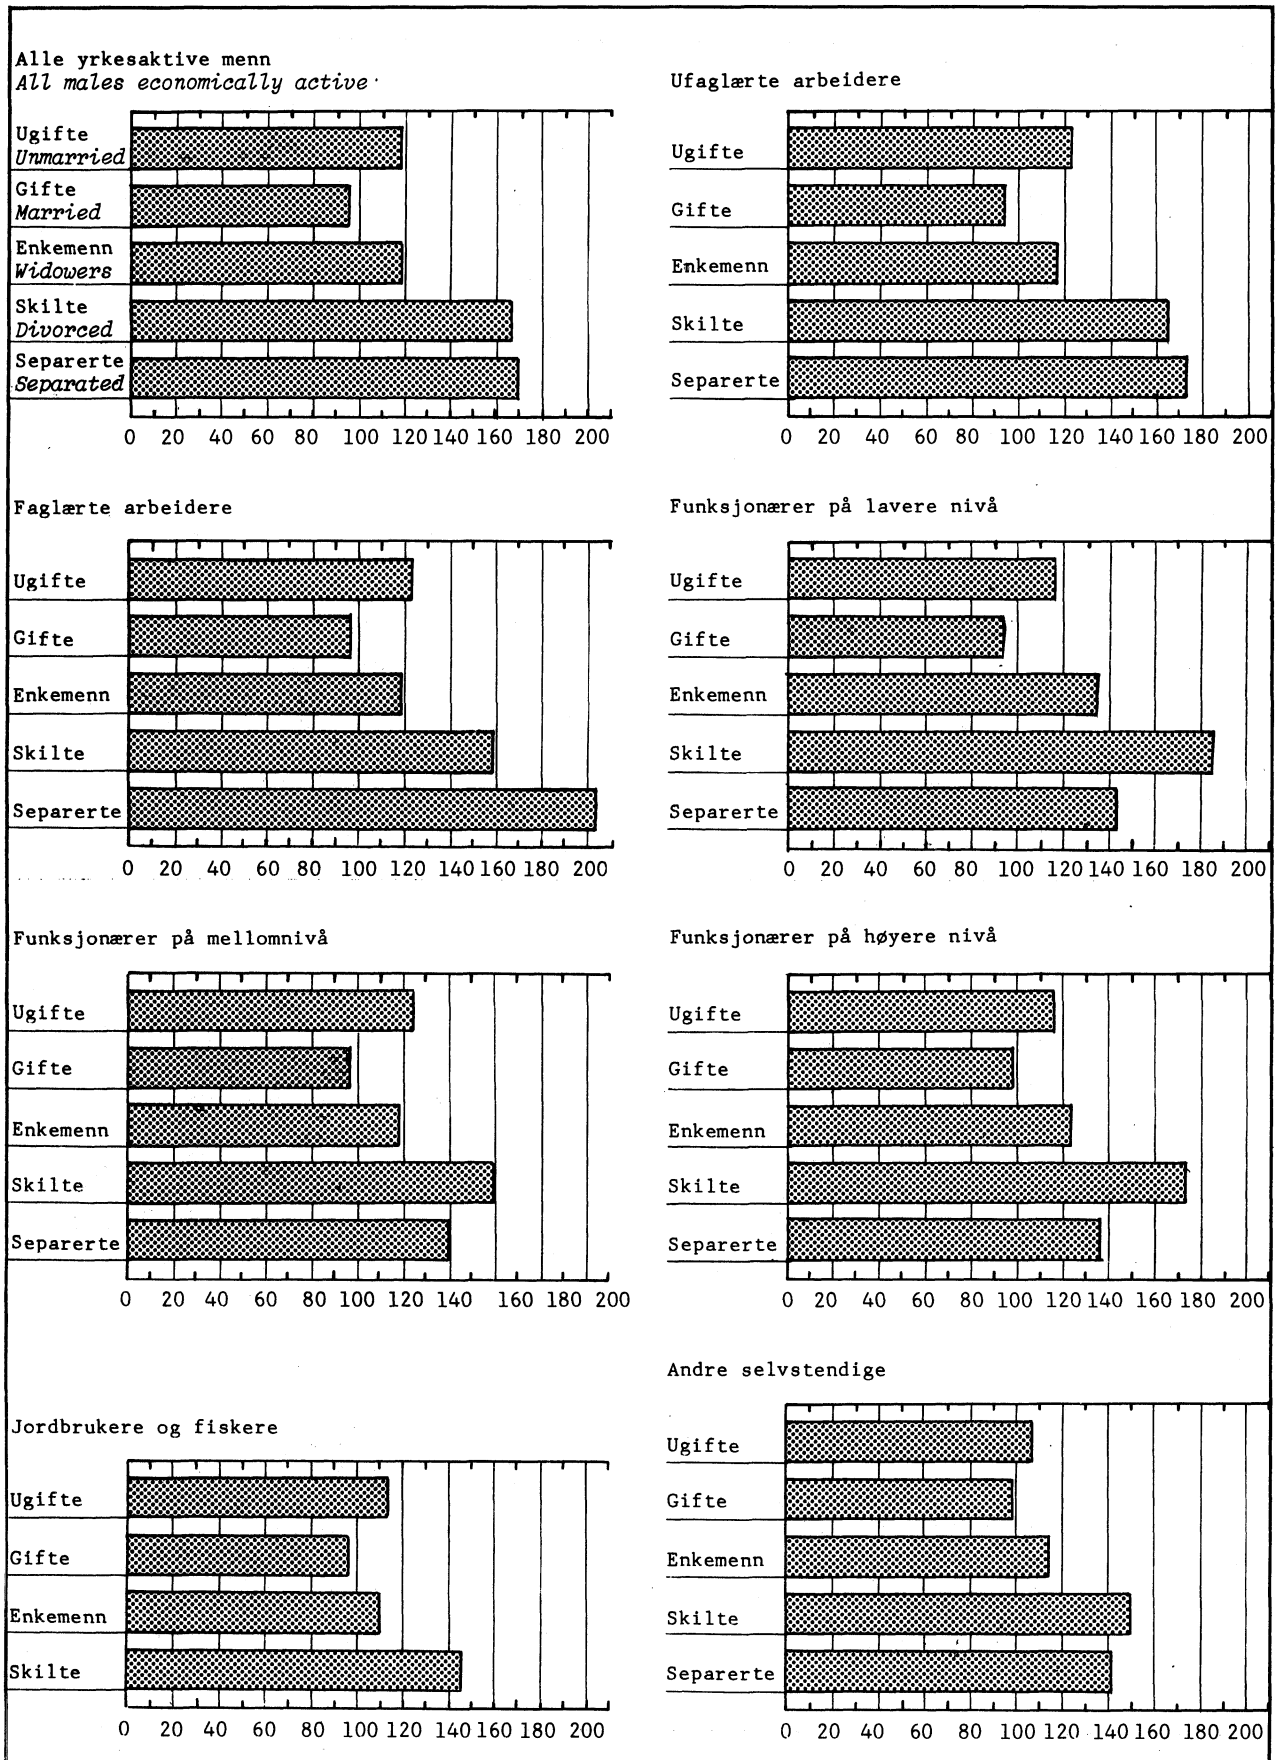 Alle yrkesaktive menn
All males economically active
Ugifte
Unmarried
Gifte
Married
Enkemenn
Widowers
Skilte
Divorced
Separerte
Separated
0 20 40 60 80 100 120 140 160 180 200
Ufaglærte arbeidere
Ugifte
Gifte
Enkemenn
Skilte
Separerte
0 20 40 60 80 100 120 140 160 180 200
Faglærte arbeidere
Ugifte
Gifte
Enkemenn
Skilte
Separerte
0 20 40 60 80 100 120 140 160 180 200
Funksjonærer på lavere nivå
Ugifte
Gifte
Enkemenn
Skilte
Separerte
0 20 40 60 80 100 120 140 160 180 200
Funksjonærer på mellomnivå
Ugifte
Gifte
Enkemenn
Skilte
Separerte
0 20 40 60 80 100 120 140 160 180 200
Funksjonærer på høyere nivå
Ugifte
Gifte
Enkemenn
Skilte
Separerte
0 20 40 60 80 100 120 140 160 180 200
Jordbrukere og fiskere
Ugifte
Gifte
Enkemenn
Skilte
0 20 40 60 80 100 120 140 160 180 200
Andre selvstendige
Ugifte
Gifte
Enkemenn
Skilte
Separerte
0 20 40 60 80 100 120 140 160 180 200